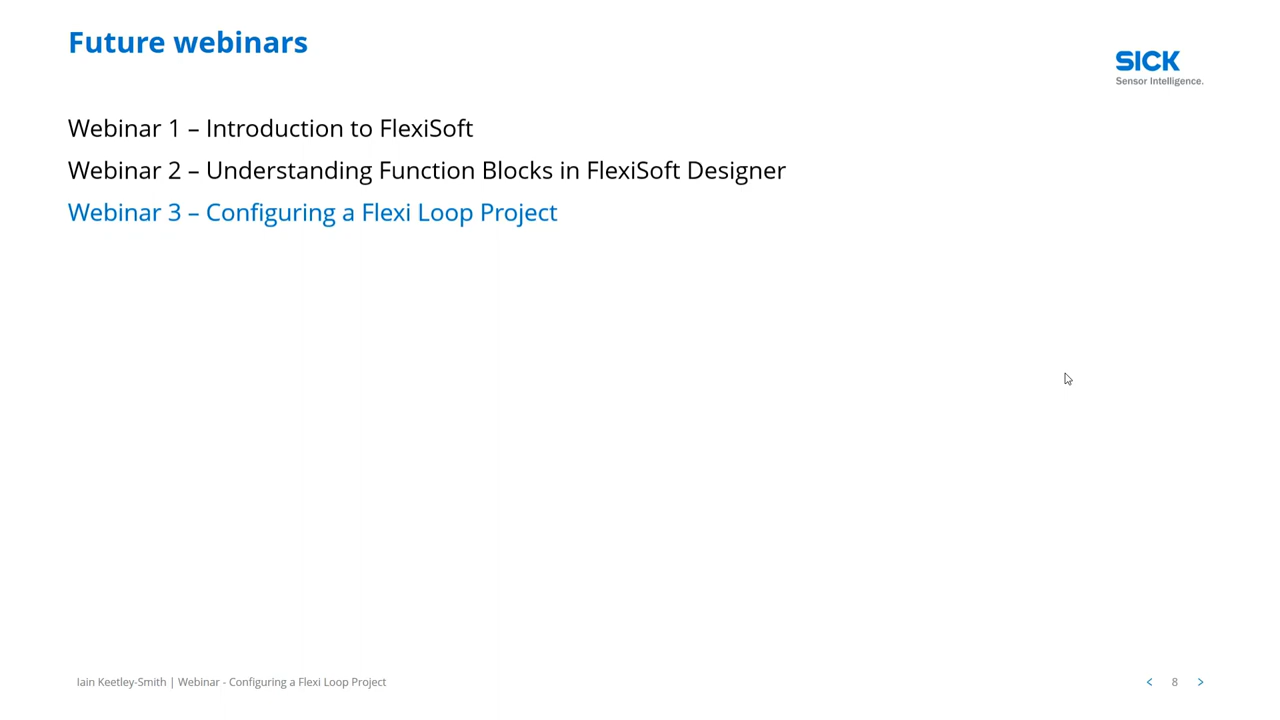 Future webinars
SICK
Sensor Intelligence.
Webinar 1 – Introduction to FlexiSoft
Webinar 2 – Understanding Function Blocks in FlexiSoft Designer
Webinar 3 – Configuring a Flexi Loop Project
Iain Keetley-Smith | Webinar - Configuring a Flexi Loop Project
< 8 >